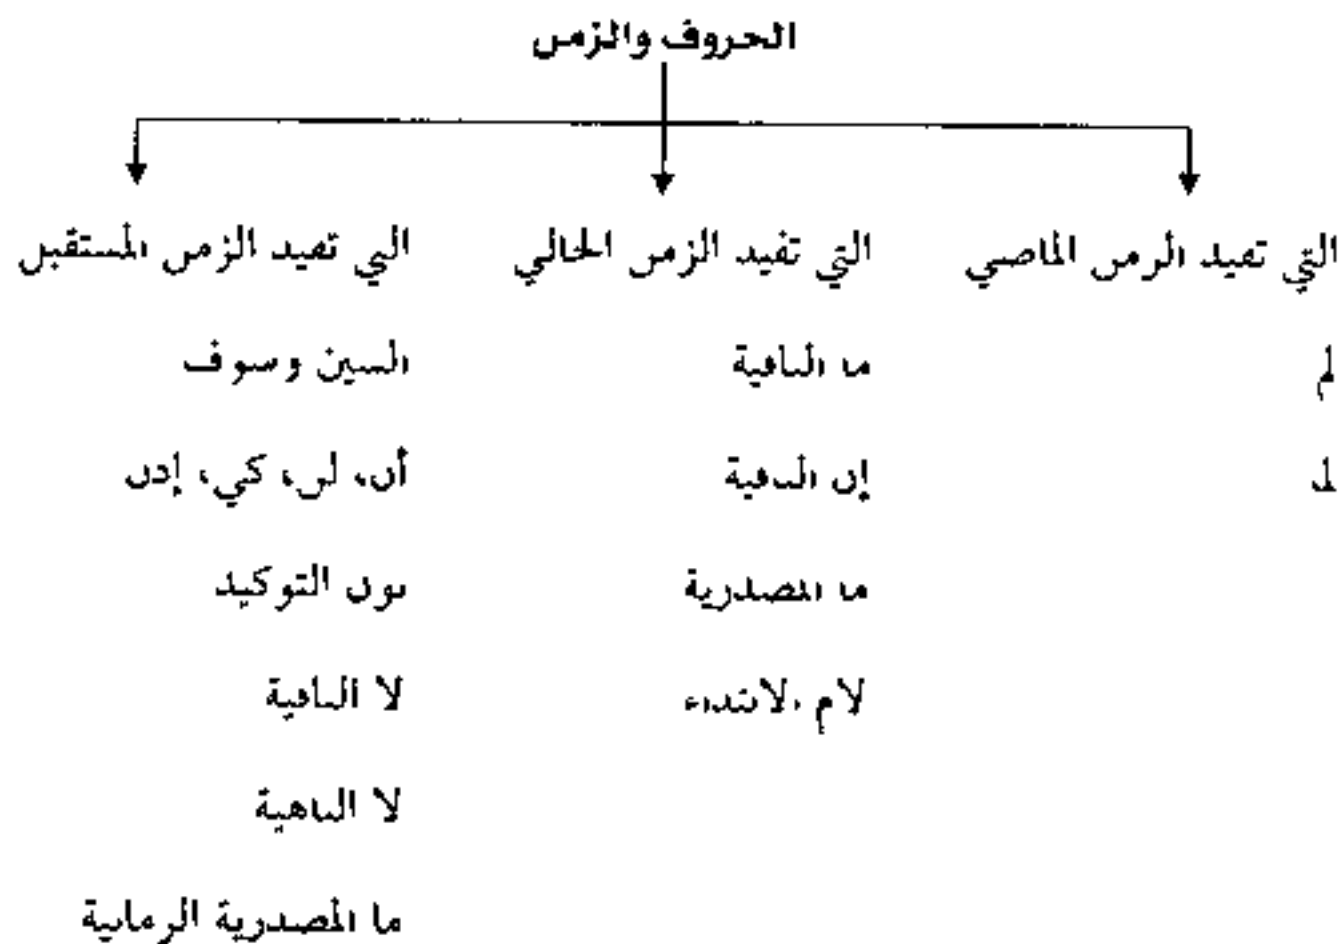 الحروف والزمن
التي تفيد الزمن الماضي
لم
لما
التي تفيد الزمن الحالي
ما النافية
إن النافية
ما المصدرية
لام الابتداء
التي تفيد الزمن المستقبل
السين وسوف
أن، لن، كي، إذن
نون التوكيد
لا النافية
لا الناهية
ما المصدرية الزمانية